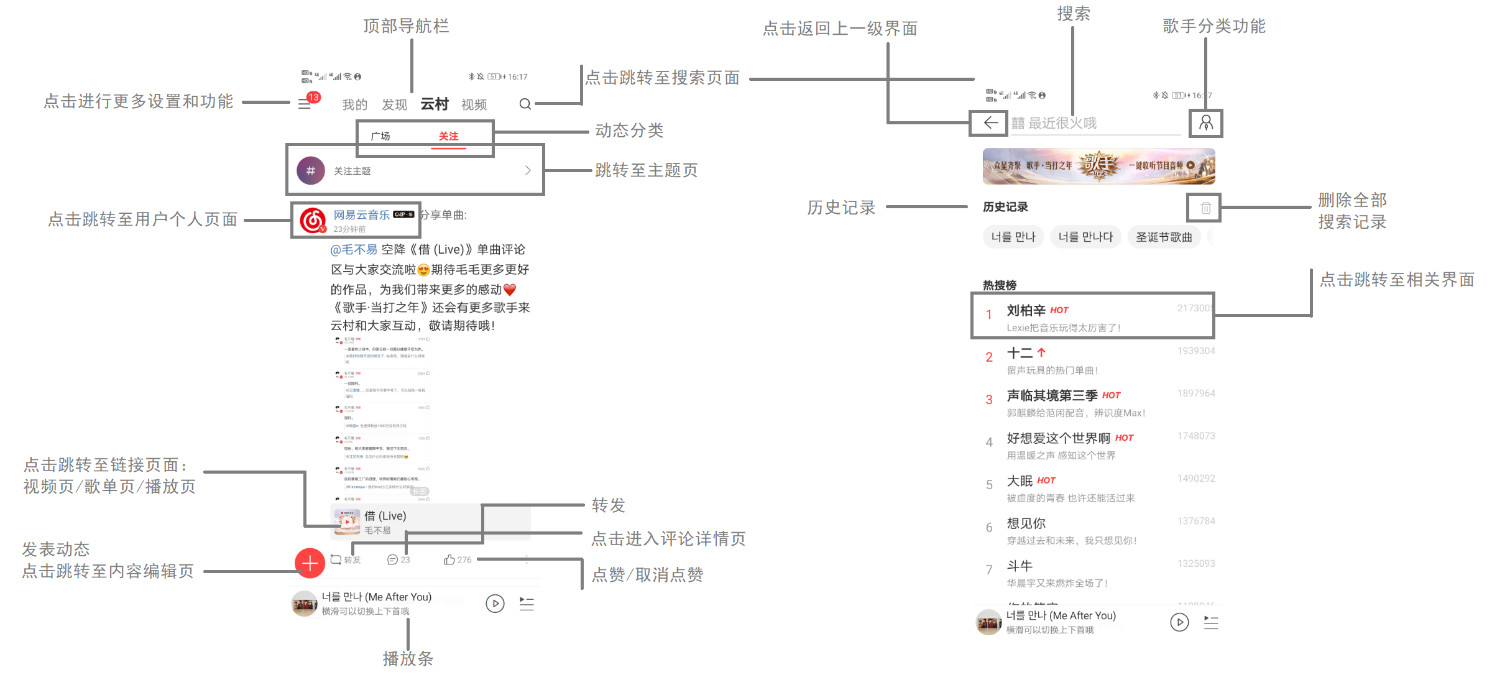 顶部导航栏
点击进行更多设置和功能
16:17
13
我的 发现 云村 视频
点击跳转至搜索页面
广场 关注
动态分类
# 关注主题
跳转至主题页
点击跳转至用户个人页面
网易云音乐 分享单曲:
23分钟前
@毛不易 空降《借 (Live)》单曲评论
区与大家交流啦😍期待毛毛更多更好
的作品，为我们带来更多的感动❤
《歌手·当打之年》还会有更多歌手来
云村和大家互动，敬请期待哦！
点击跳转至链接页面：
视频页/歌单页/播放页
借 (Live)
毛不易
转发
点击进入评论详情页
点赞/取消点赞
发表动态
点击跳转至内容编辑页
转发 23 276
너를 만나 (Me After You)
横滑可以切换上下首哦
播放条
点击返回上一级界面
搜索
歌手分类功能
最近很火哦
众星齐聚 歌手·当打之年 歌手 一键收听节目音频
历史记录
历史记录
删除全部
搜索记录
너를 만나 너를 만나다 圣诞节歌曲
热搜榜
点击跳转至相关界面
1 刘柏辛 HOT
Lexie把音乐玩得太厉害了！
2 十二 1939304
留声玩具的热门单曲！
3 声临其境第三季 HOT 1897964
郭麒麟给范闲配音，辨识度Max！
4 好想爱这个世界啊 HOT 1748073
用温暖之声 感知这个世界
5 大眠 HOT 1490292
被虚度的青春 也许还能活过来
6 想见你 1376784
穿越过去和未来，我只想见你！
7 斗牛 1325093
华晨宇又来燃炸全场了！
너를 만나 (Me After You)
横滑可以切换上下首哦